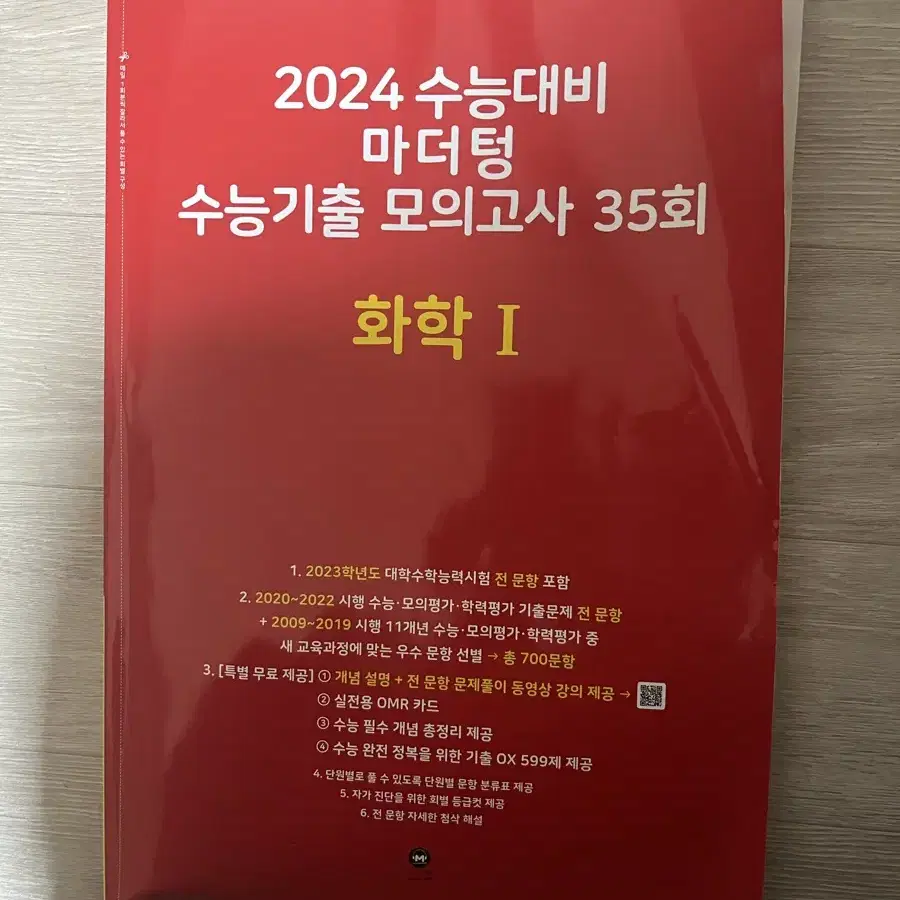 2024 수능대비
마더텅
수능기출 모의고사 35회
화학 I
1. 2023학년도 대학수학능력시험 전 문항 포함
2. 2020~2022 시행 수능·모의평가·학력평가 기출문제 전 문항
+ 2009~2019 시행 11개년 수능·모의평가·학력평가 중
새 교육과정에 맞는 우수 문항 선별 → 총 700문항
3. [특별 무료 제공] ① 개념 설명 + 전 문항 문제풀이 동영상 강의 제공 →
② 실전용 OMR 카드
③ 수능 필수 개념 총정리 제공
④ 수능 완전 정복을 위한 기출 OX 599제 제공
4. 단원별로 풀 수 있도록 단원별 문항 분류표 제공
5. 자가 진단을 위한 회별 등급컷 제공
6. 전 문항 자세한 첨삭 해설
M